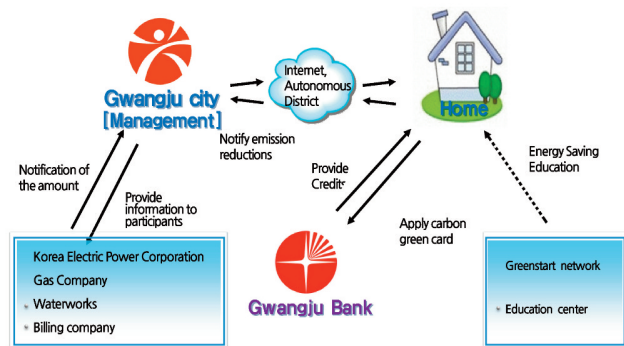 Internet,
Autonomous
District
Gwangju city
[Management]
Home
Notify emission
reductions
Notification of
the amount
Provide
Credits
Energy Saving
Education
Provide
information to
participants
Apply carbon
green card
Korea Electric Power Corporation
Gas Company
Waterworks
Billing company
Gwangju Bank
Greenstart network
Education center